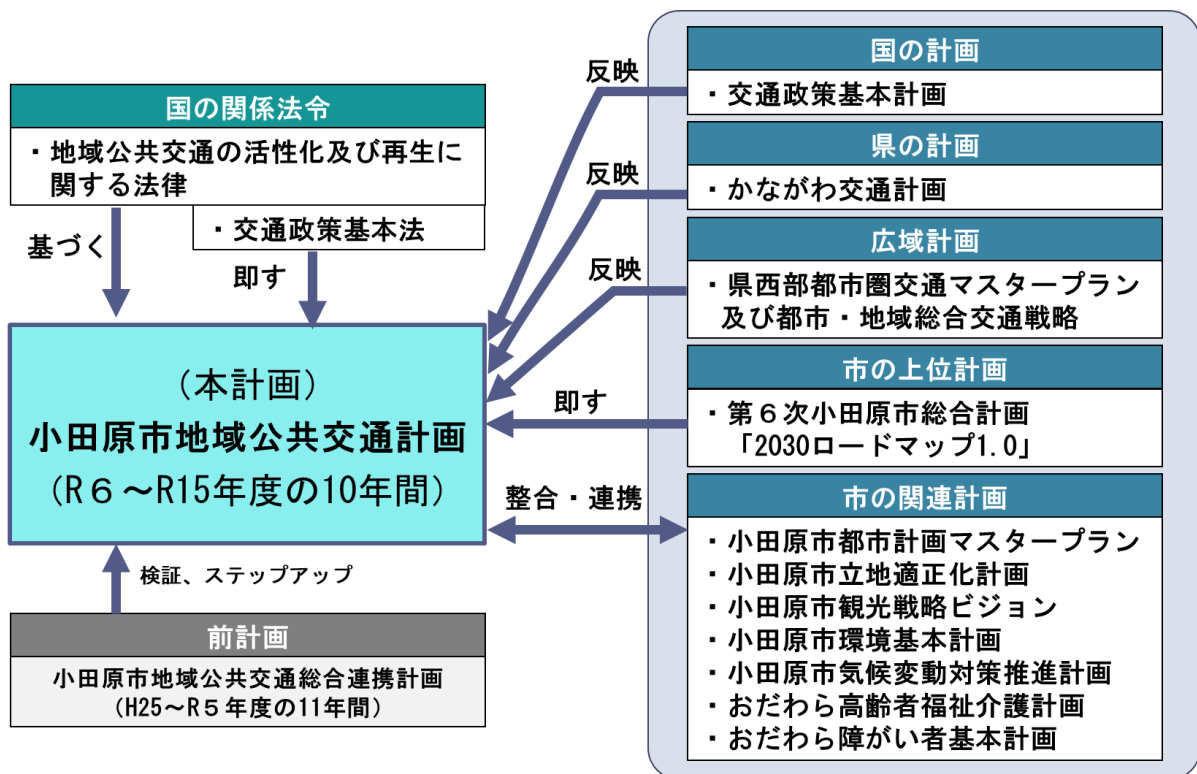 国の関係法令
・地域公共交通の活性化及び再生に
関する法律
・交通政策基本法
基づく
即す
(本計画)
小田原市地域公共交通計画
(R6～R15年度の10年間)
検証、ステップアップ
前計画
小田原市地域公共交通総合連携計画
(H25～R5年度の11年間)
反映
反映
反映
即す
整合・連携
国の計画
・交通政策基本計画
県の計画
・かながわ交通計画
広域計画
・県西部都市圏交通マスタープラン
及び都市・地域総合交通戦略
市の上位計画
・第6次小田原市総合計画
「2030ロードマップ1.0」
市の関連計画
・小田原市都市計画マスタープラン
・小田原市立地適正化計画
・小田原市観光戦略ビジョン
・小田原市環境基本計画
・小田原市気候変動対策推進計画
・おだわら高齢者福祉介護計画
・おだわら障がい者基本計画